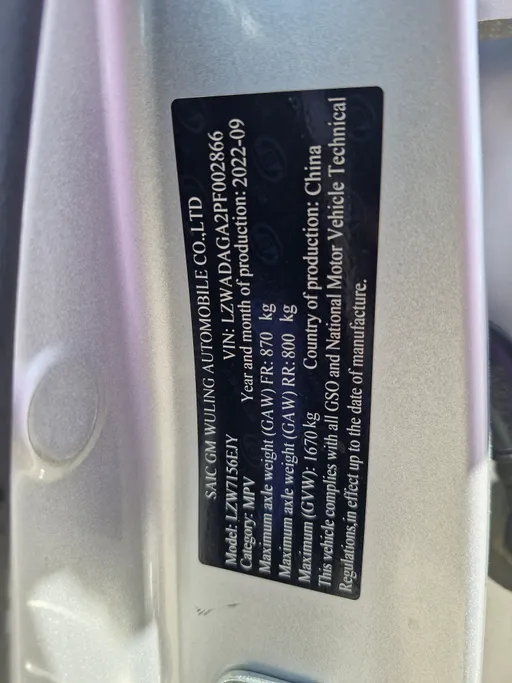 SAIC GM WULING AUTOMOBILE CO.,LTD
Model: LZW7156EJY VIN: LZWADAGA2PF002866
Category: MPV Year and month of production: 2022-09
Maximum axle weight (GAW) FR: 870 kg
Maximum axle weight (GAW) RR: 800 kg
Maximum (GVW): 1670 kg Country of production: China
This vehicle complies with all GSO and National Motor Vehicle Technical
Regulations,in effect up to the date of manufacture.